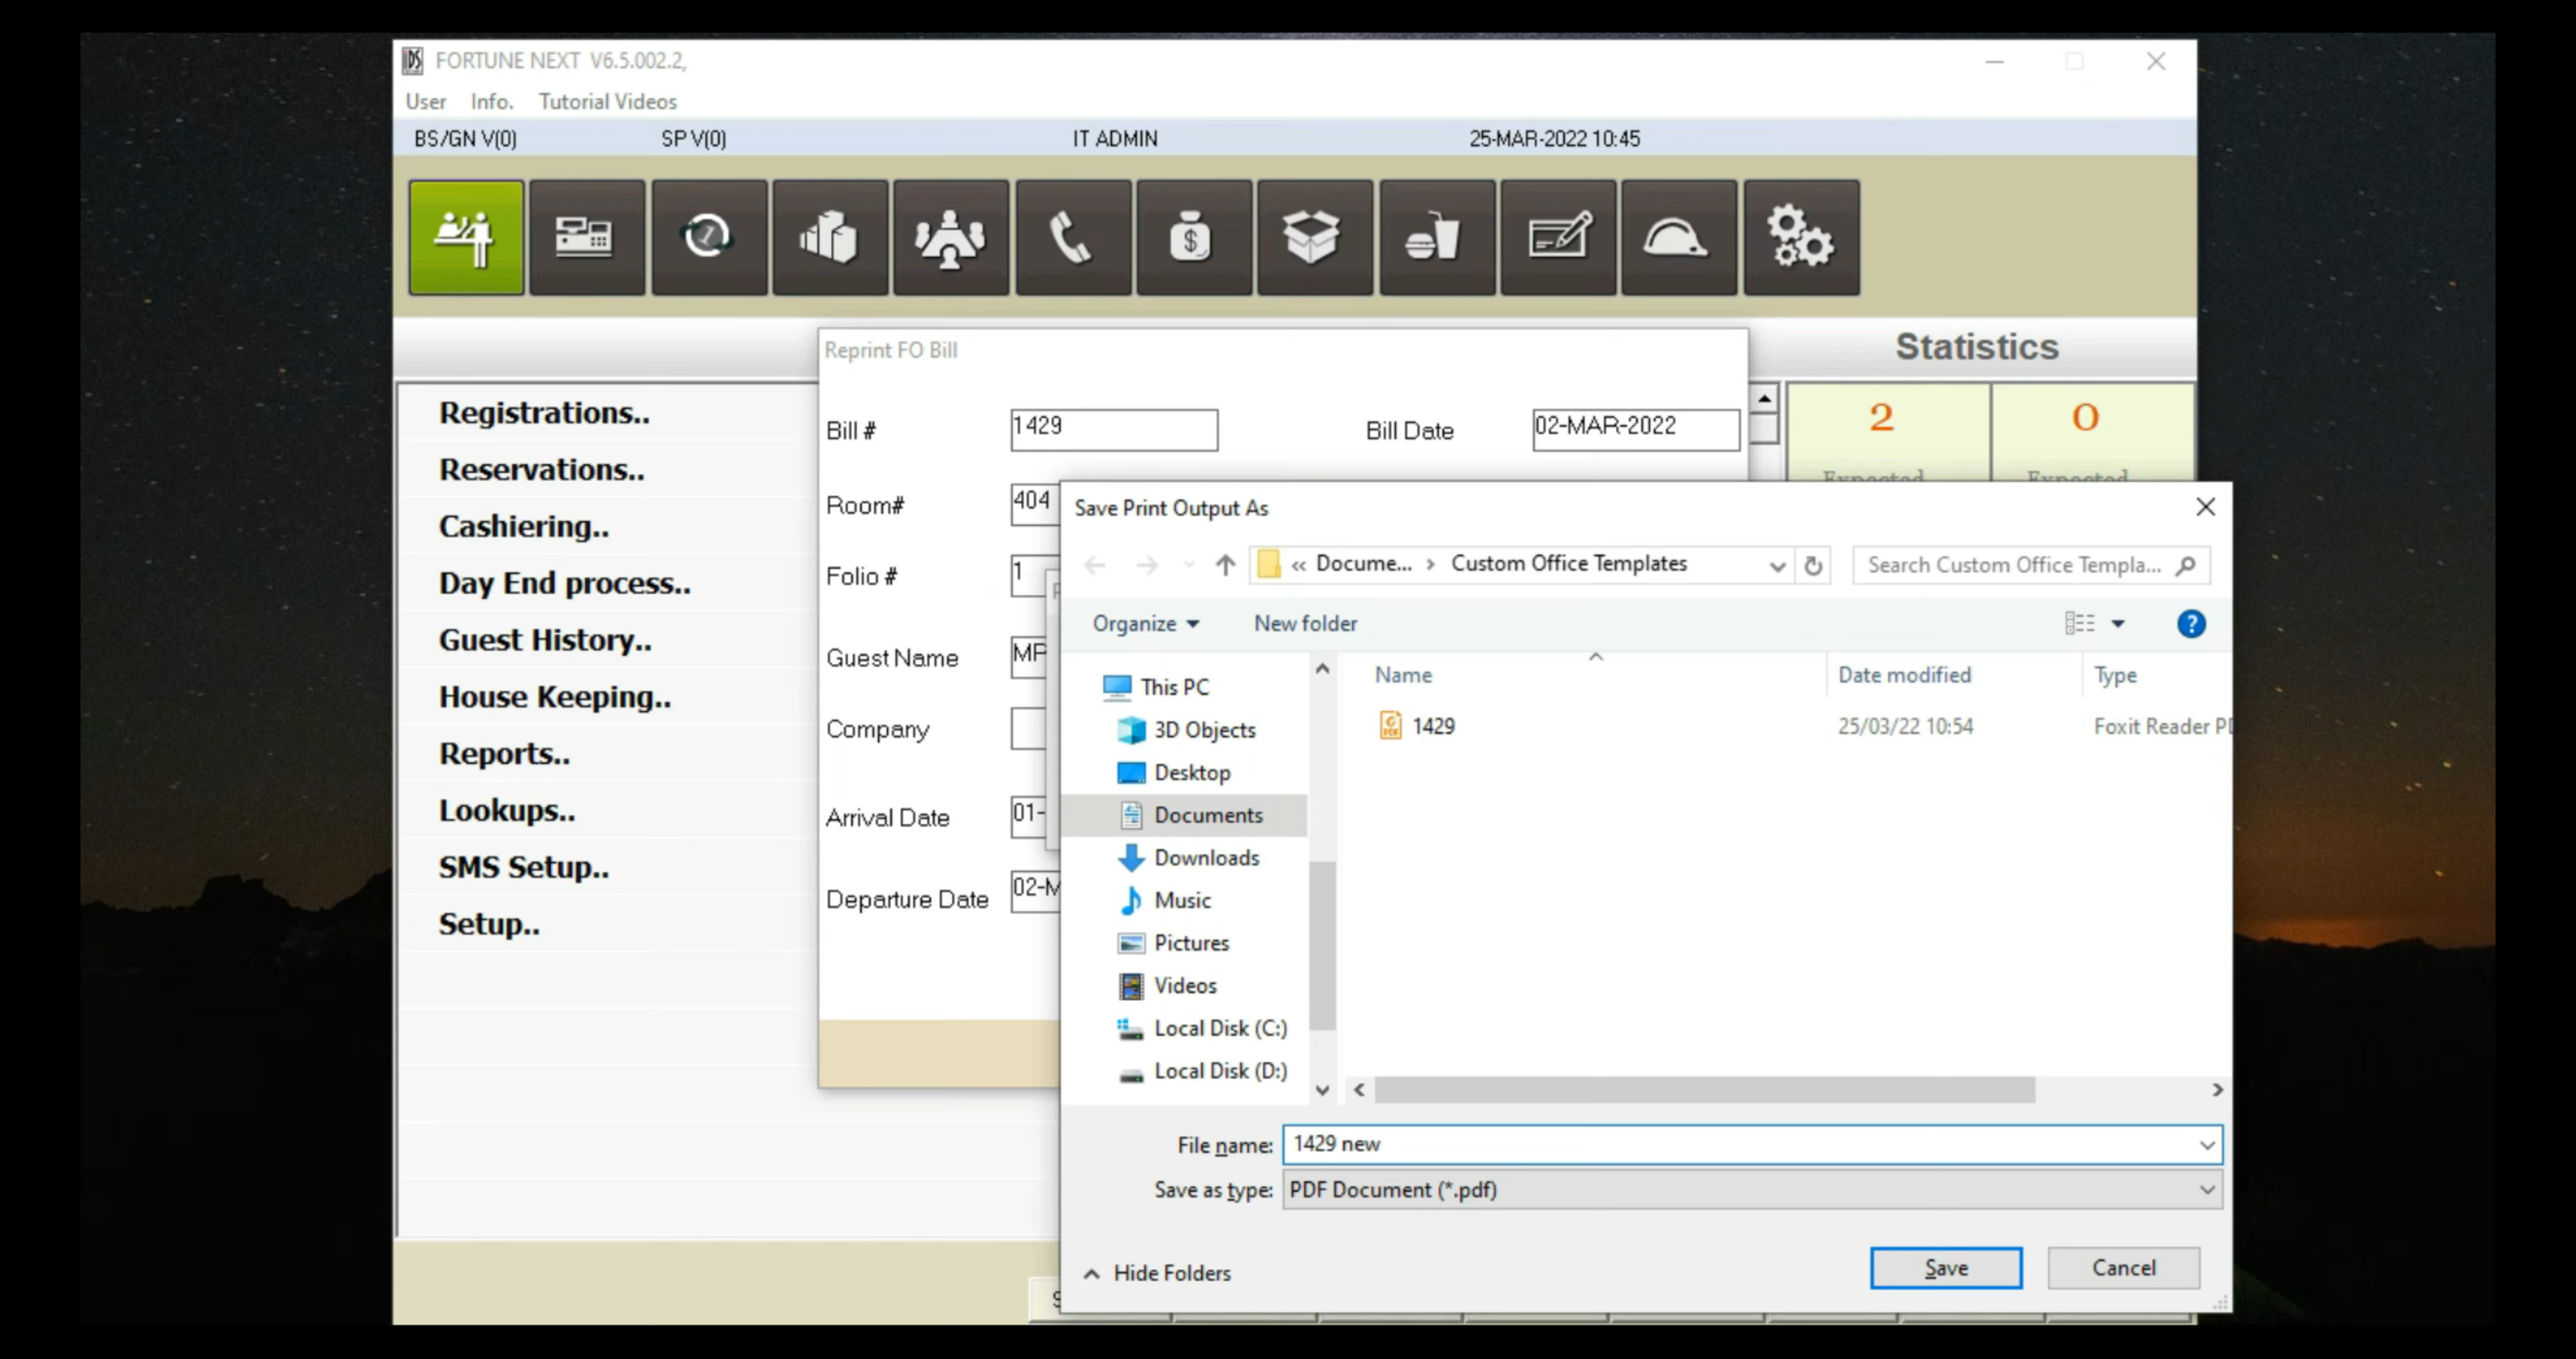 IDS FORTUNE NEXT V6.5.002.2,
User Info. Tutorial Videos
BS/GN V(0) SP V(0) IT ADMIN 25-MAR-2022 10:45
Reprint FO Bill
Statistics
Registrations..
Reservations..
Cashiering..
Day End process..
Guest History..
House Keeping..
Reports..
Lookups..
SMS Setup..
Setup..
Bill # 1429 Bill Date 02-MAR-2022
Room# 404
Folio # 1
Guest Name
Company
Arrival Date 01-
Departure Date 02-M
2 0
Expected Expected
Save Print Output As
« Docume... › Custom Office Templates
Search Custom Office Templa...
Organize New folder
This PC
3D Objects
Desktop
Documents
Downloads
Music
Pictures
Videos
Local Disk (C:)
Local Disk (D:)
Name Date modified Type
1429 25/03/22 10:54 Foxit Reader
File name: 1429 new
Save as type: PDF Document (*.pdf)
Hide Folders
Save Cancel